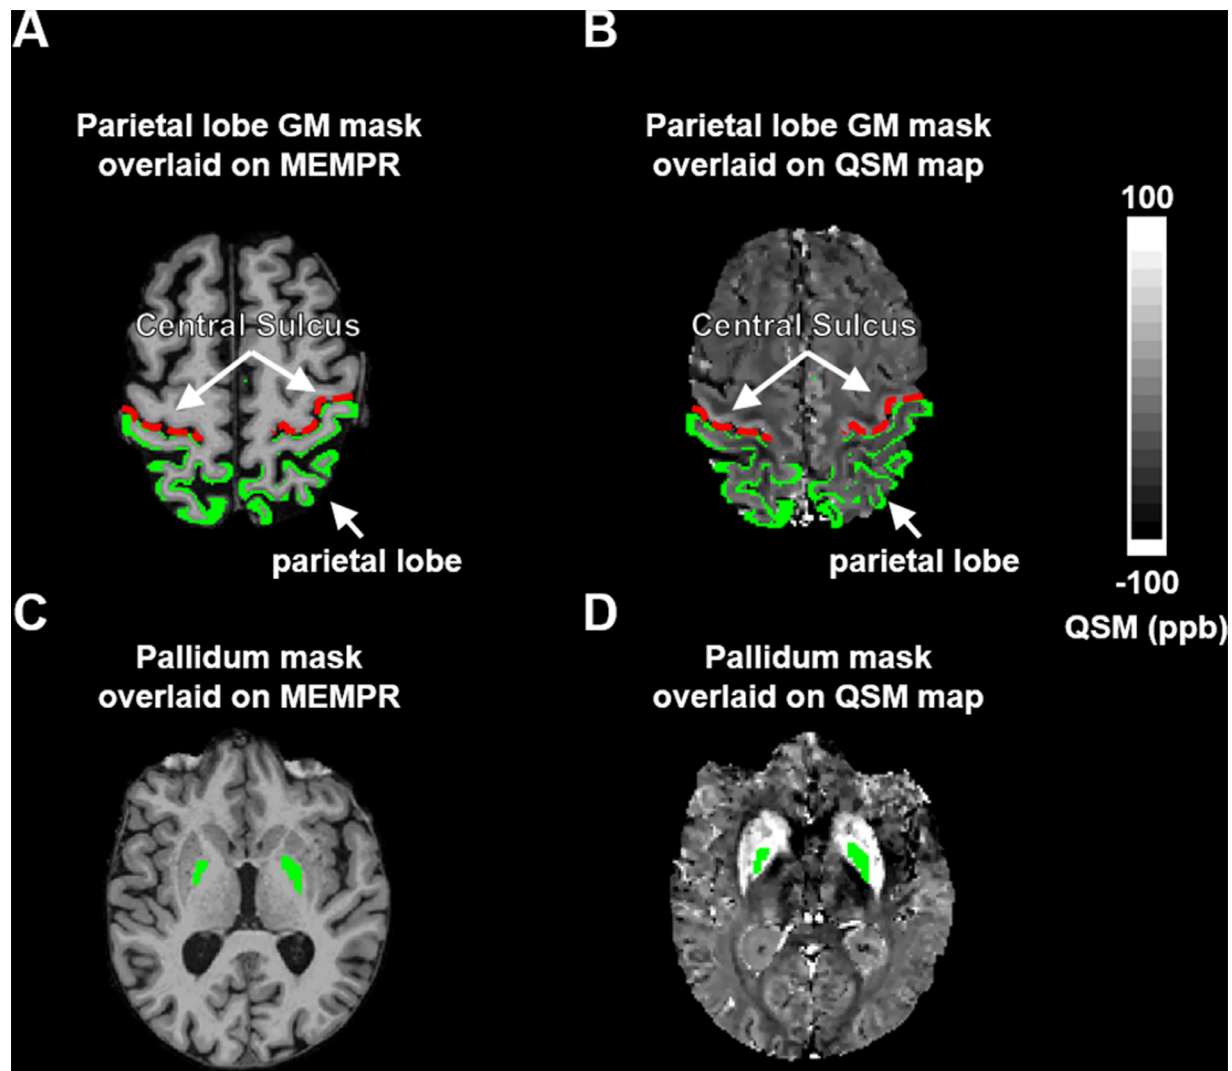 A
B
Parietal lobe GM mask
overlaid on MEMPR
Parietal lobe GM mask
overlaid on QSM map
100
Central Sulcus
Central Sulcus
parietal lobe
parietal lobe
-100
QSM (ppb)
C
D
Pallidum mask
overlaid on MEMPR
Pallidum mask
overlaid on QSM map